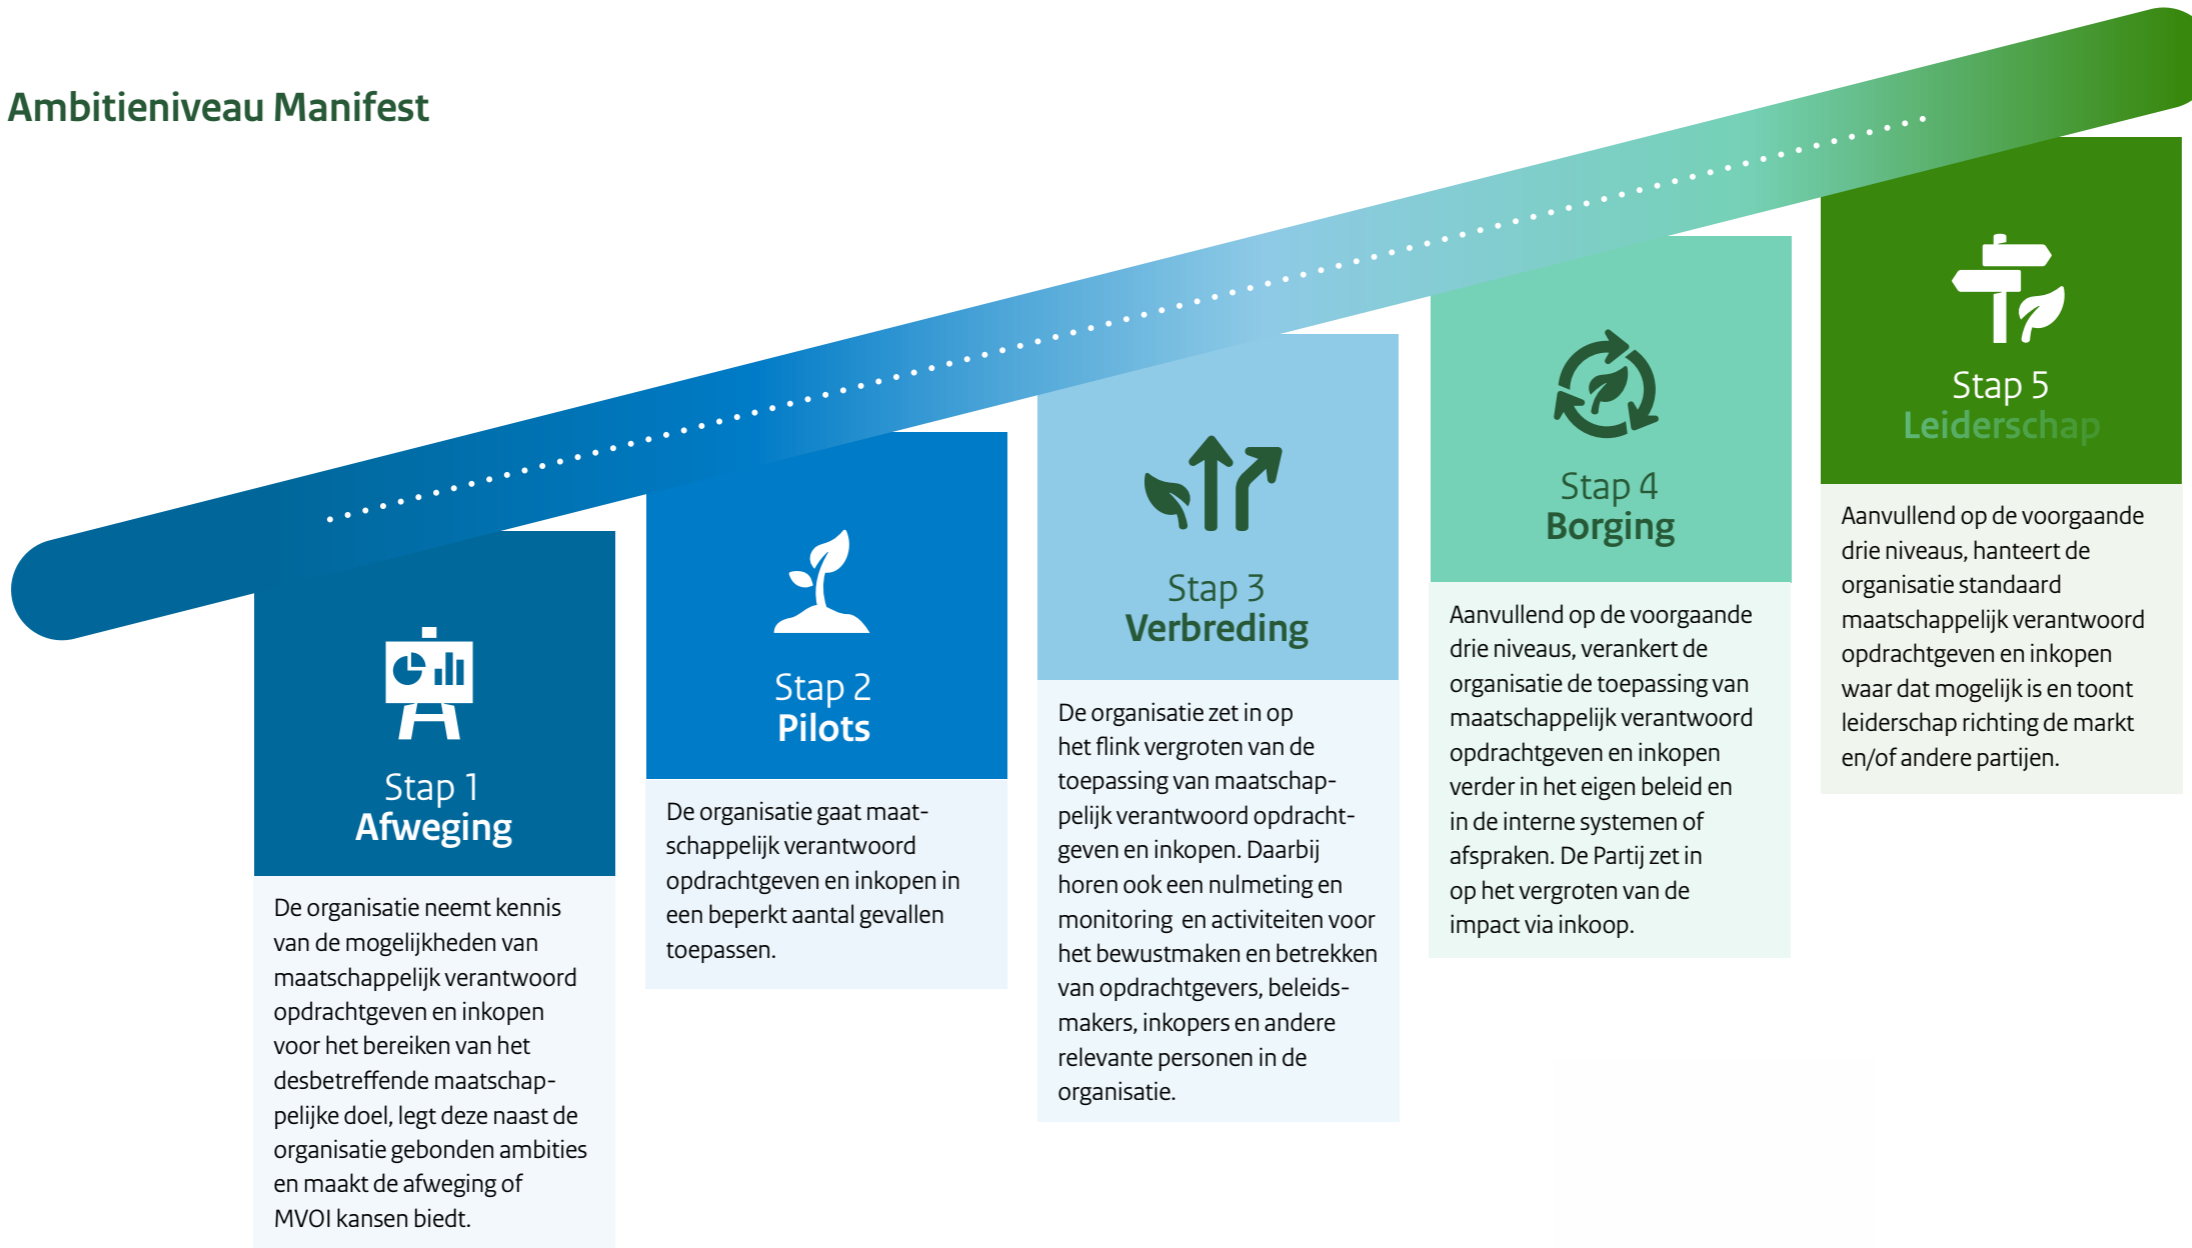 Ambitieniveau Manifest
Stap 1
Afweging
De organisatie neemt kennis
van de mogelijkheden van
maatschappelijk verantwoord
opdrachtgeven en inkopen
voor het bereiken van het
desbetreffende maatschap-
pelijke doel, legt deze naast de
organisatie gebonden ambities
en maakt de afweging of
MVOI kansen biedt.
Stap 2
Pilots
De organisatie gaat maat-
schappelijk verantwoord
opdrachtgeven en inkopen in
een beperkt aantal gevallen
toepassen.
Stap 3
Verbreding
De organisatie zet in op
het flink vergroten van de
toepassing van maatschap-
pelijk verantwoord opdracht-
geven en inkopen. Daarbij
horen ook een nulmeting en
monitoring en activiteiten voor
het bewustmaken en betrekken
van opdrachtgevers, beleids-
makers, inkopers en andere
relevante personen in de
organisatie.
Stap 4
Borging
Aanvullend op de voorgaande
drie niveaus, verankert de
organisatie de toepassing van
maatschappelijk verantwoord
opdrachtgeven en inkopen
verder in het eigen beleid en
in de interne systemen of
afspraken. De Partij zet in
op het vergroten van de
impact via inkoop.
Stap 5
Leiderschap
Aanvullend op de voorgaande
drie niveaus, hanteert de
organisatie standaard
maatschappelijk verantwoord
opdrachtgeven en inkopen
waar dat mogelijk is en toont
leiderschap richting de markt
en/of andere partijen.